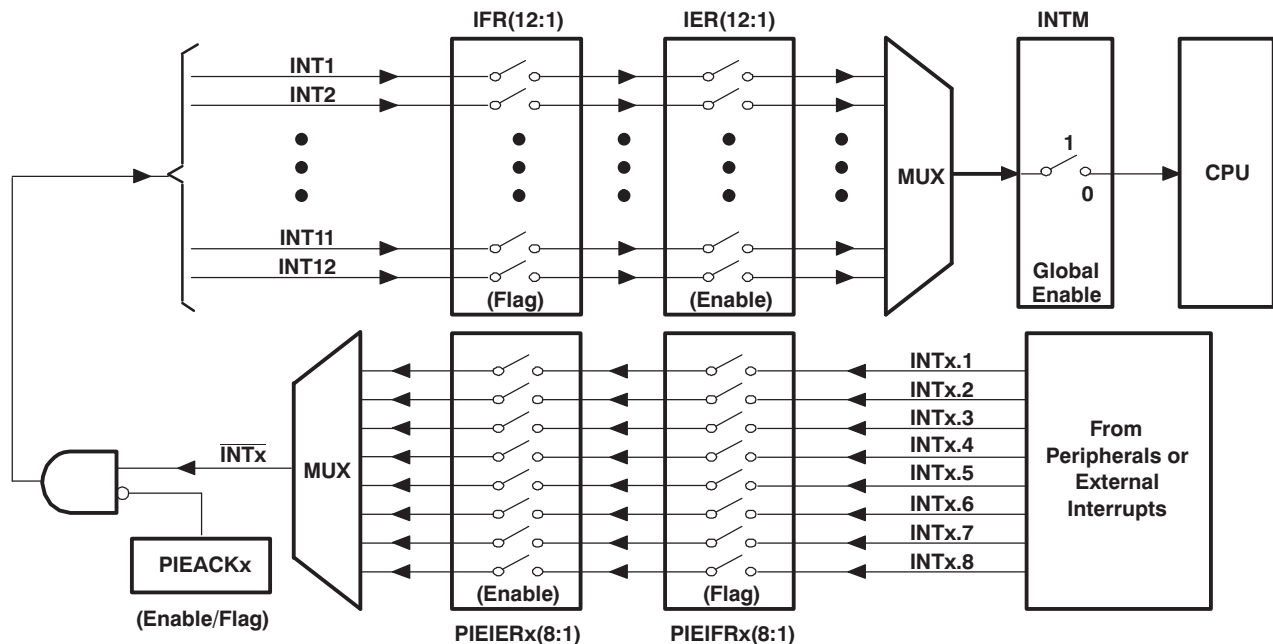 IFR(12:1)
IER(12:1)
INTM
INT1
INT2
1
MUX
CPU
0
INT11
INT12
Global
Enable
(Flag)
(Enable)
INTx.1
INTx.2
INTx.3
INTx.4
INTx.5
INTx.6
INTx.7
INTx.8
From
Peripherals or
External
Interrupts
INTx
MUX
PIEACKx
(Enable/Flag)
(Enable)
(Flag)
PIEIERx(8:1)
PIEIFRx(8:1)